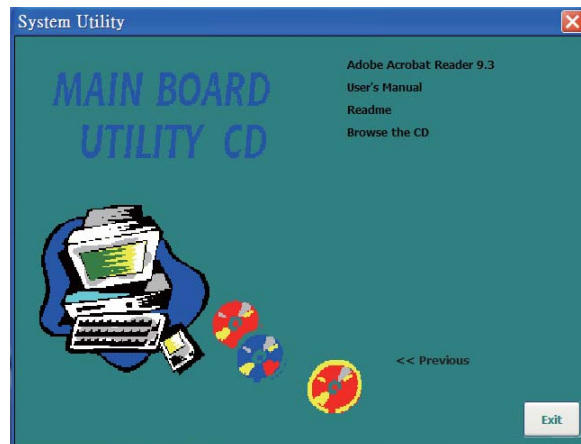 System Utility
MAIN BOARD
UTILITY CD
Adobe Acrobat Reader 9.3
User's Manual
Readme
Browse the CD
<< Previous
Exit